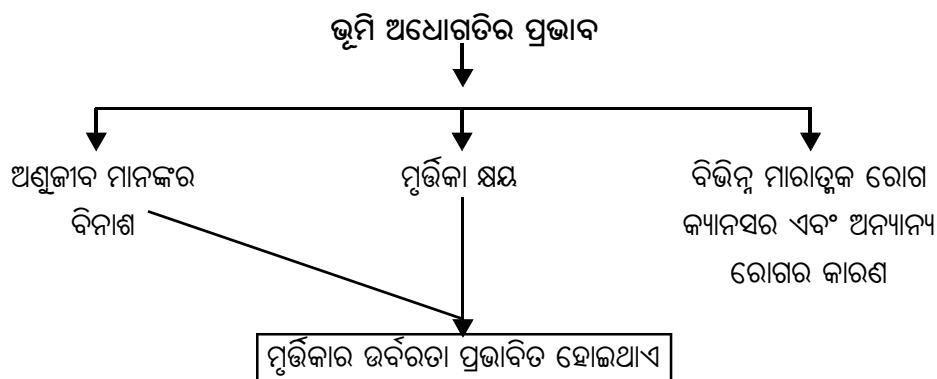 ଭୂମି ଅଧୋଗତିର ପ୍ରଭାବ
ଅଣୁଜୀବ ମାନଙ୍କର
ବିନାଶ
ମୃର୍ତ୍ତିକା କ୍ଷୟ
ବିଭିନ୍ନ ମାରାତ୍ମକ ରୋଗ
କ୍ୟାନସର ଏବଂ ଅନ୍ୟାନ୍ୟ
ରୋଗର କାରଣ
ମୃର୍ତ୍ତିକାର ଉର୍ବରତା ପ୍ରଭାବିତ ହୋଇଥାଏ